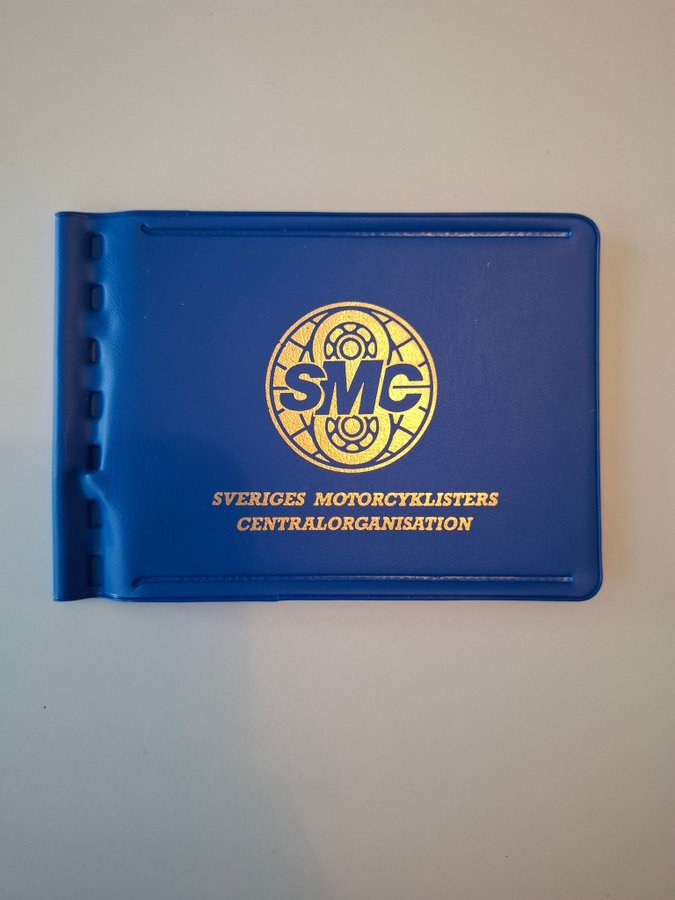 SMC
SVERIGES MOTORCYKLISTERS
CENTRALORGANISATION